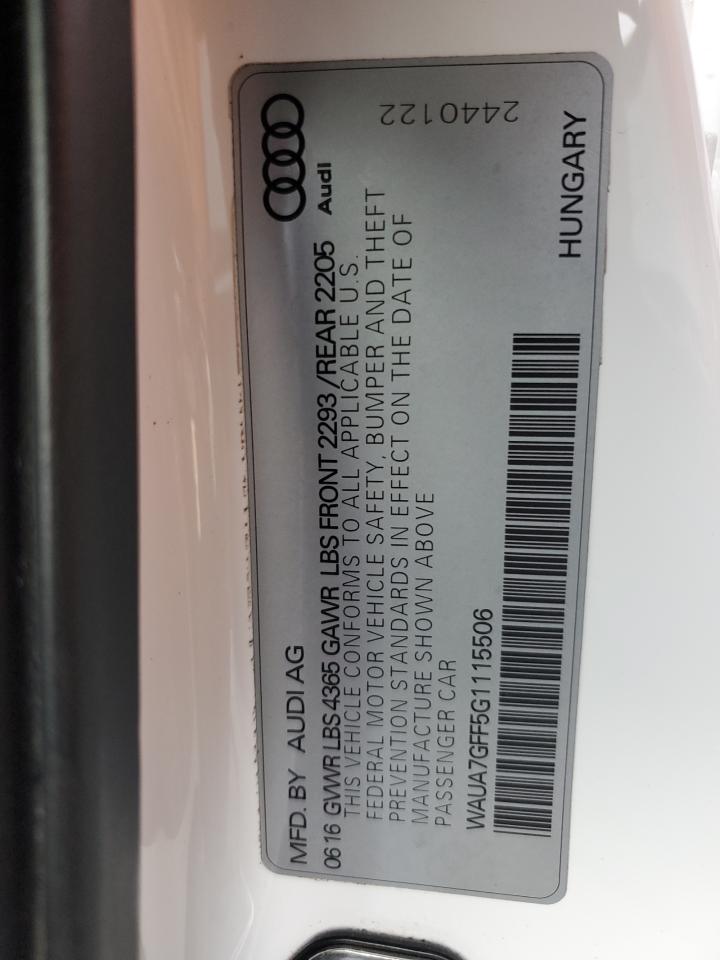 MFD. BY AUDI AG
Audi
06 16 GVWR LBS 4365 GAWR LBS FRONT 2293 / REAR 2205
THIS VEHICLE CONFORMS TO ALL APPLICABLE U.S.
FEDERAL MOTOR VEHICLE SAFETY, BUMPER AND THEFT
PREVENTION STANDARDS IN EFFECT ON THE DATE OF
MANUFACTURE SHOWN ABOVE
PASSENGER CAR
2440122
WAUA7GFF5G1115506
HUNGARY